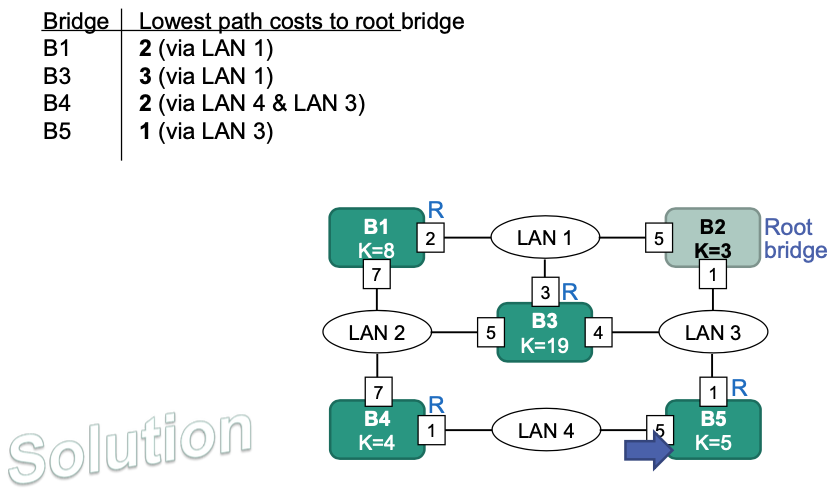 Bridge Lowest path costs to root bridge
B1 2 (via LAN 1)
B3 3 (via LAN 1)
B4 2 (via LAN 4 & LAN 3)
B5 1 (via LAN 3)
R
B1
K=8
2
LAN 1
5
B2
K=3
Root
bridge
7
3
R
1
LAN 2
5
B3
K=19
4
LAN 3
7
R
1
R
B4
K=4
1
LAN 4
5
B5
K=5
Solution